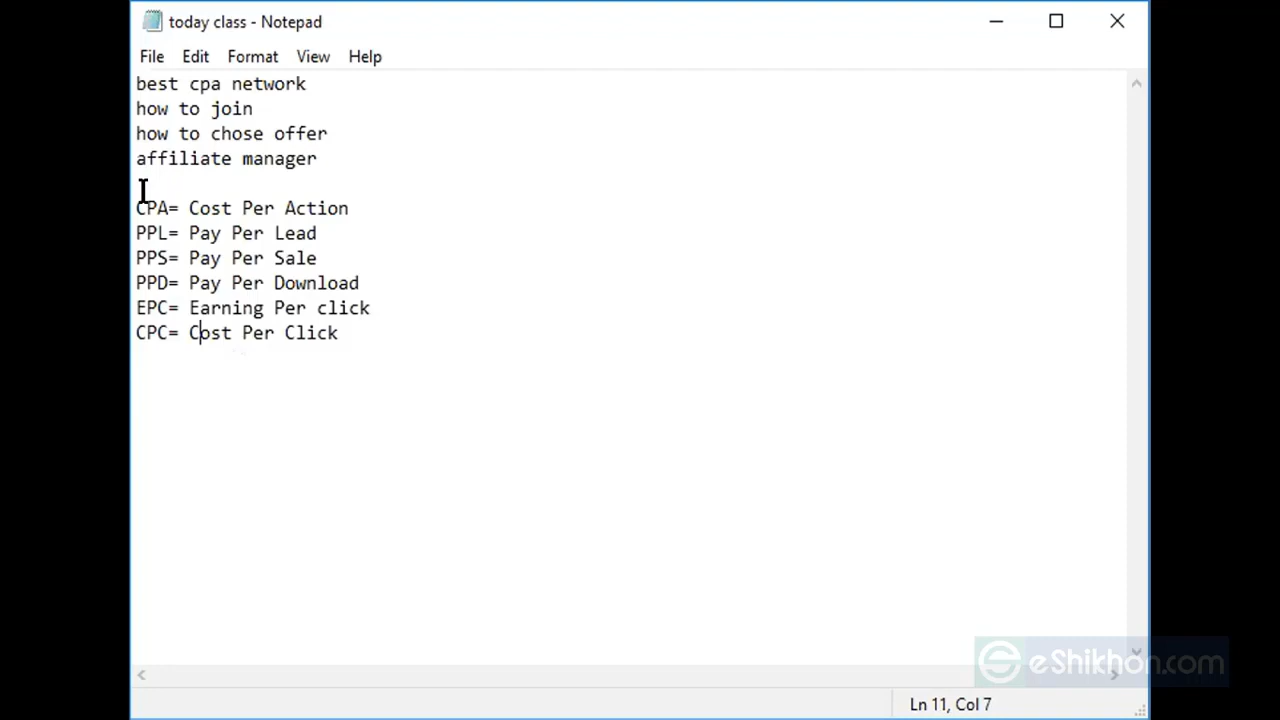 today class - Notepad
File Edit Format View Help
best cpa network
how to join
how to chose offer
affiliate manager
CPA= Cost Per Action
PPL= Pay Per Lead
PPS= Pay Per Sale
PPD= Pay Per Download
EPC= Earning Per click
CPC= Cost Per Click
eShikhon.com
Ln 11, Col 7